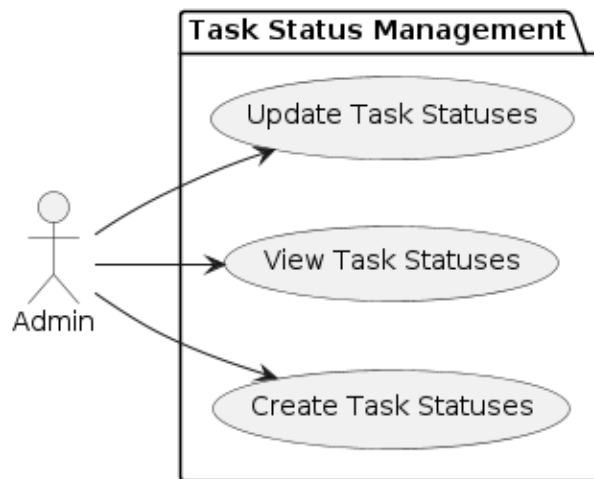 Task Status Management
Update Task Statuses
View Task Statuses
Admin
Create Task Statuses